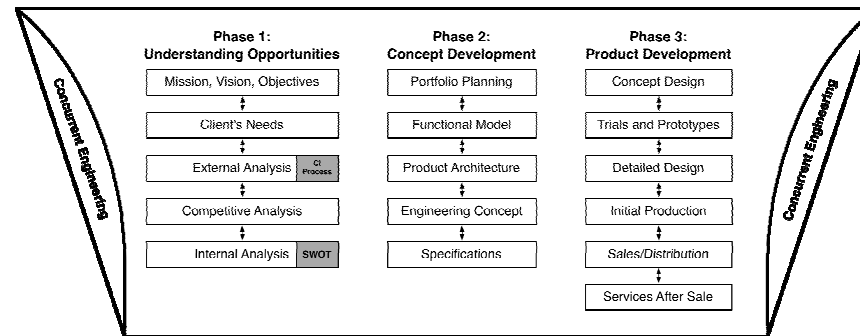 Concurrent Engineering
Phase 1:
Understanding Opportunities
Mission, Vision, Objectives
Client's Needs
External Analysis
CI
Process
Competitive Analysis
Internal Analysis
SWOT
Phase 2:
Concept Development
Portfolio Planning
Functional Model
Product Architecture
Engineering Concept
Specifications
Phase 3:
Product Development
Concept Design
Trials and Prototypes
Detailed Design
Initial Production
Sales/Distribution
Services After Sale
Concurrent Engineering